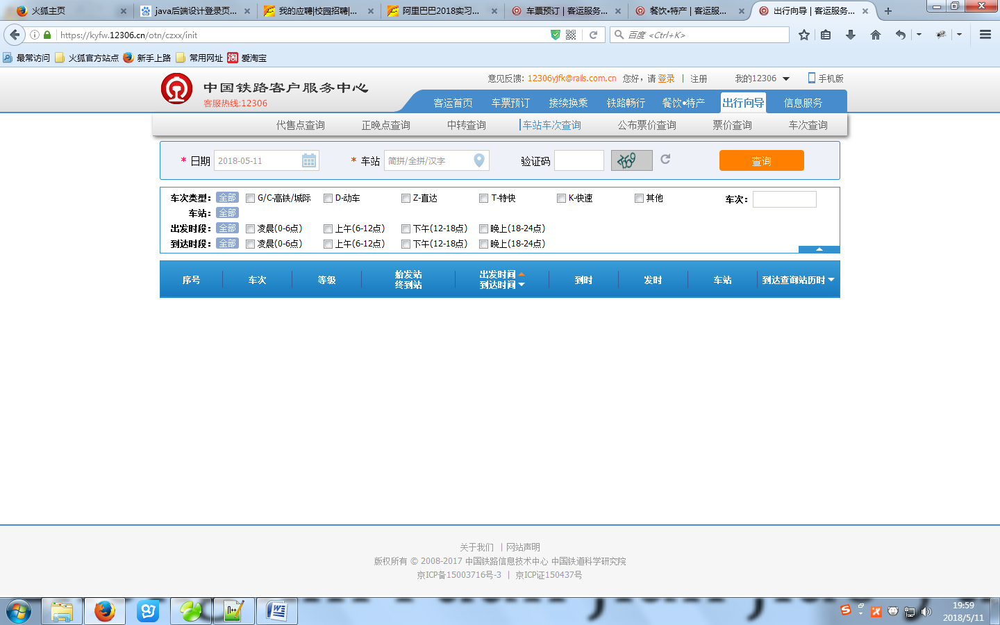 火狐主页
java后端设计登录页...
我的应聘|校园招聘|...
阿里巴巴2018实习...
车票预订 | 客运服务...
餐饮•特产 | 客运服...
出行向导 | 客运服务...
https://kyfw.12306.cn/otn/czxx/init
百度 <Ctrl+K>
最常访问 火狐官方站点 新手上路 常用网址 淘 爱淘宝
意见反馈: 12306yjfk@rails.com.cn 您好，请 登录 | 注册 我的12306 手机版
中国铁路客户服务中心
客服热线:12306
客运首页 车票预订 接续换乘 铁路畅行 餐饮•特产 出行向导 信息服务
代售点查询 正晚点查询 中转查询 车站车次查询 公布票价查询 票价查询 车次查询
* 日期 2018-05-11 * 车站 简拼/全拼/汉字 验证码 查询
车次类型： 全部 G/C-高铁/城际 D-动车 Z-直达 T-特快 K-快速 其他 车次：
车站： 全部
出发时段： 全部 凌晨(0-6点) 上午(6-12点) 下午(12-18点) 晚上(18-24点)
到达时段： 全部 凌晨(0-6点) 上午(6-12点) 下午(12-18点) 晚上(18-24点)
序号 车次 等级 始发站 出发时间 到时 发时 车站 到达查询站历时
终到站 到达时间
关于我们 | 网站声明
版权所有 © 2008-2017 中国铁路信息技术中心 中国铁道科学研究院
京ICP备15003716号-3 | 京ICP证150437号
19:59
2018/5/11